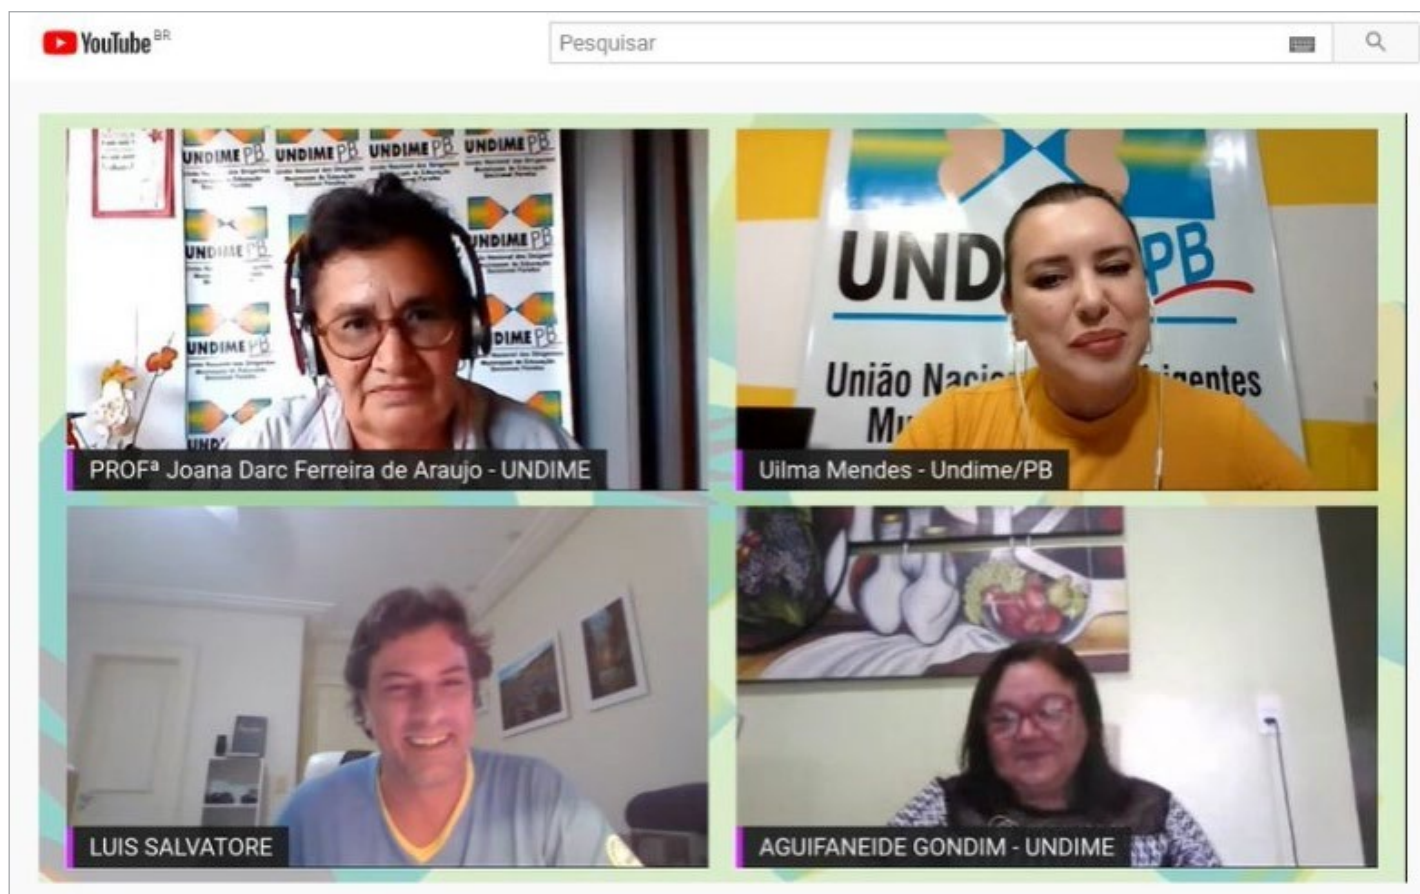 YouTube BR
Pesquisar
UNDIME PB UNDIME PB UNDIME PB UNDIME PB
UNDIME PB
UNDIME PB
UNDIME PB
DIME PB
PROFª Joana Darc Ferreira de Araujo - UNDIME
UND PB
União Nacio irigentes
Mu
Uilma Mendes - Undime/PB
LUIS SALVATORE
AGUIFANEIDE GONDIM - UNDIME